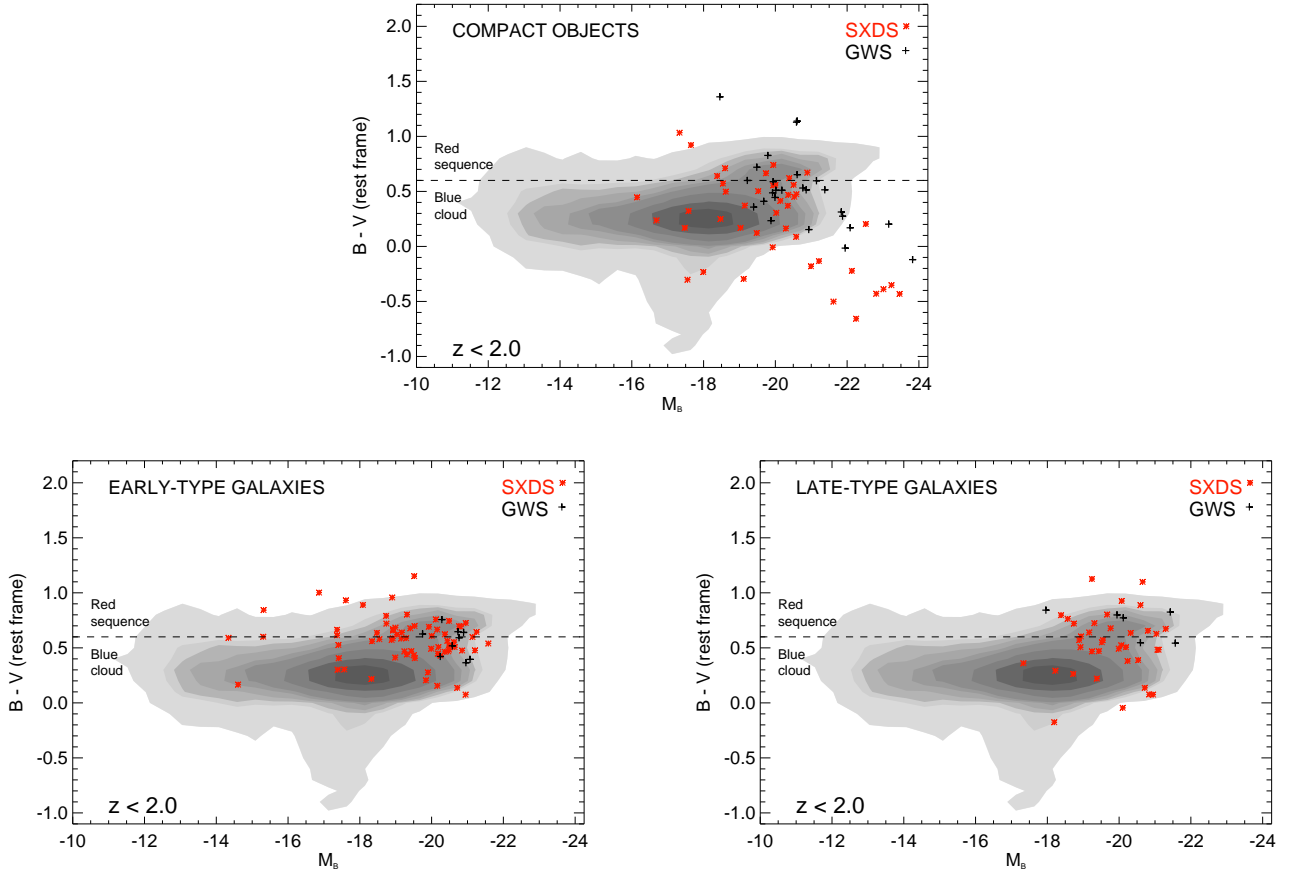 COMPACT OBJECTS
SXDS
GWS
Red
sequence
Blue
cloud
z < 2.0
B - V (rest frame)
2.0
1.5
1.0
0.5
0.0
-0.5
-1.0
-10 -12 -14 -16 -18 -20 -22 -24
M_B
EARLY-TYPE GALAXIES
SXDS
GWS
Red
sequence
Blue
cloud
z < 2.0
B - V (rest frame)
2.0
1.5
1.0
0.5
0.0
-0.5
-1.0
-10 -12 -14 -16 -18 -20 -22 -24
M_B
LATE-TYPE GALAXIES
SXDS
GWS
Red
sequence
Blue
cloud
z < 2.0
B - V (rest frame)
2.0
1.5
1.0
0.5
0.0
-0.5
-1.0
-10 -12 -14 -16 -18 -20 -22 -24
M_B